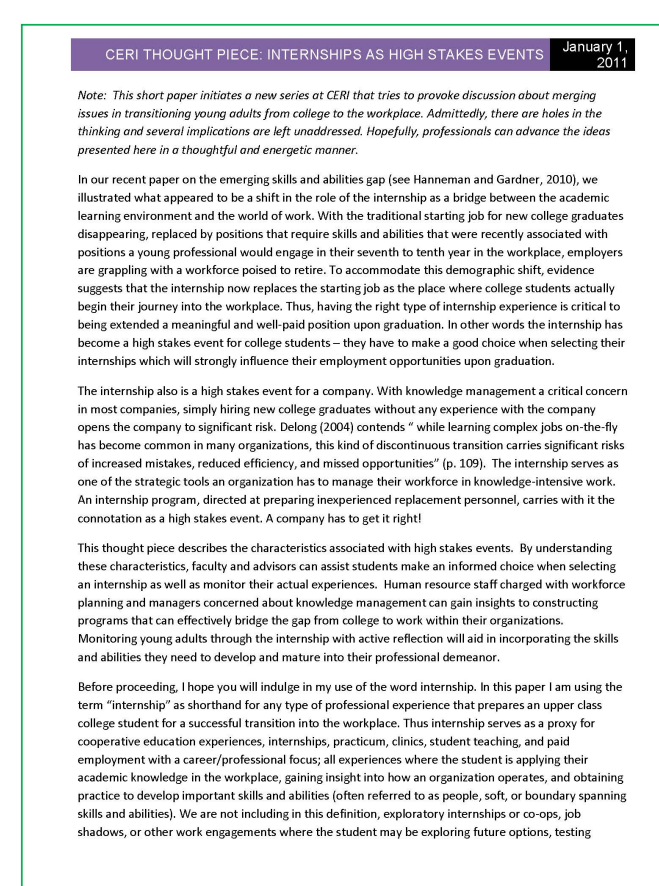 CERI THOUGHT PIECE: INTERNSHIPS AS HIGH STAKES EVENTS
January 1,
2011
Note: This short paper initiates a new series at CERI that tries to provoke discussion about merging
issues in transitioning young adults from college to the workplace. Admittedly, there are holes in the
thinking and several implications are left unaddressed. Hopefully, professionals can advance the ideas
presented here in a thoughtful and energetic manner.
In our recent paper on the emerging skills and abilities gap (see Hanneman and Gardner, 2010), we
illustrated what appeared to be a shift in the role of the internship as a bridge between the academic
learning environment and the world of work. With the traditional starting job for new college graduates
disappearing, replaced by positions that require skills and abilities that were recently associated with
positions a young professional would engage in their seventh to tenth year in the workplace, employers
are grappling with a workforce poised to retire. To accommodate this demographic shift, evidence
suggests that the internship now replaces the starting job as the place where college students actually
begin their journey into the workplace. Thus, having the right type of internship experience is critical to
being extended a meaningful and well-paid position upon graduation. In other words the internship has
become a high stakes event for college students – they have to make a good choice when selecting their
internships which will strongly influence their employment opportunities upon graduation.
The internship also is a high stakes event for a company. With knowledge management a critical concern
in most companies, simply hiring new college graduates without any experience with the company
opens the company to significant risk. Delong (2004) contends “ while learning complex jobs on-the-fly
has become common in many organizations, this kind of discontinuous transition carries significant risks
of increased mistakes, reduced efficiency, and missed opportunities” (p. 109). The internship serves as
one of the strategic tools an organization has to manage their workforce in knowledge-intensive work.
An internship program, directed at preparing inexperienced replacement personnel, carries with it the
connotation as a high stakes event. A company has to get it right!
This thought piece describes the characteristics associated with high stakes events. By understanding
these characteristics, faculty and advisors can assist students make an informed choice when selecting
an internship as well as monitor their actual experiences. Human resource staff charged with workforce
planning and managers concerned about knowledge management can gain insights to constructing
programs that can effectively bridge the gap from college to work within their organizations.
Monitoring young adults through the internship with active reflection will aid in incorporating the skills
and abilities they need to develop and mature into their professional demeanor.
Before proceeding, I hope you will indulge in my use of the word internship. In this paper I am using the
term “internship” as shorthand for any type of professional experience that prepares an upper class
college student for a successful transition into the workplace. Thus internship serves as a proxy for
cooperative education experiences, internships, practicum, clinics, student teaching, and paid
employment with a career/professional focus; all experiences where the student is applying their
academic knowledge in the workplace, gaining insight into how an organization operates, and obtaining
practice to develop important skills and abilities (often referred to as people, soft, or boundary spanning
skills and abilities). We are not including in this definition, exploratory internships or co-ops, job
shadows, or other work engagements where the student may be exploring future options, testing